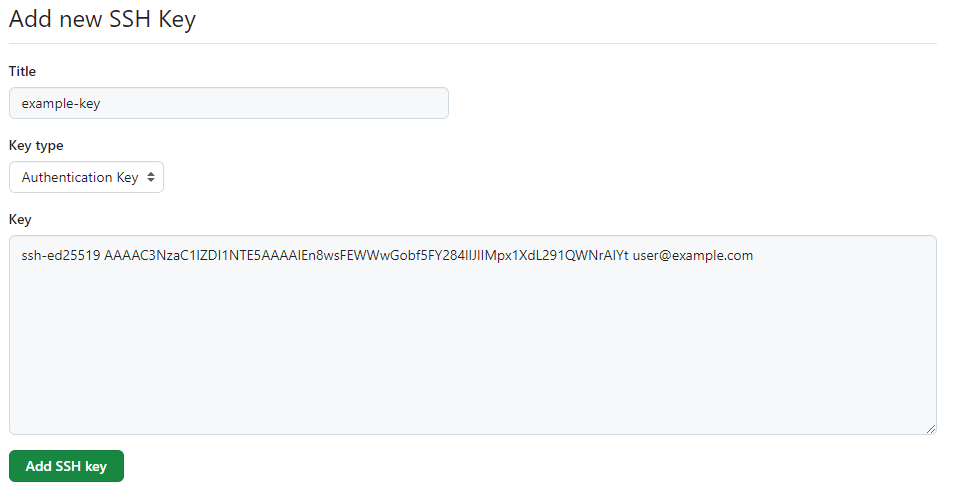 Add new SSH Key
Title
example-key
Key type
Authentication Key
Key
ssh-ed25519 AAAAC3NzaC1lZDI1NTE5AAAAIEn8wsFEWWwGobf5FY284lIJIIMpx1XdL291QWNrAIYt user@example.com
Add SSH key